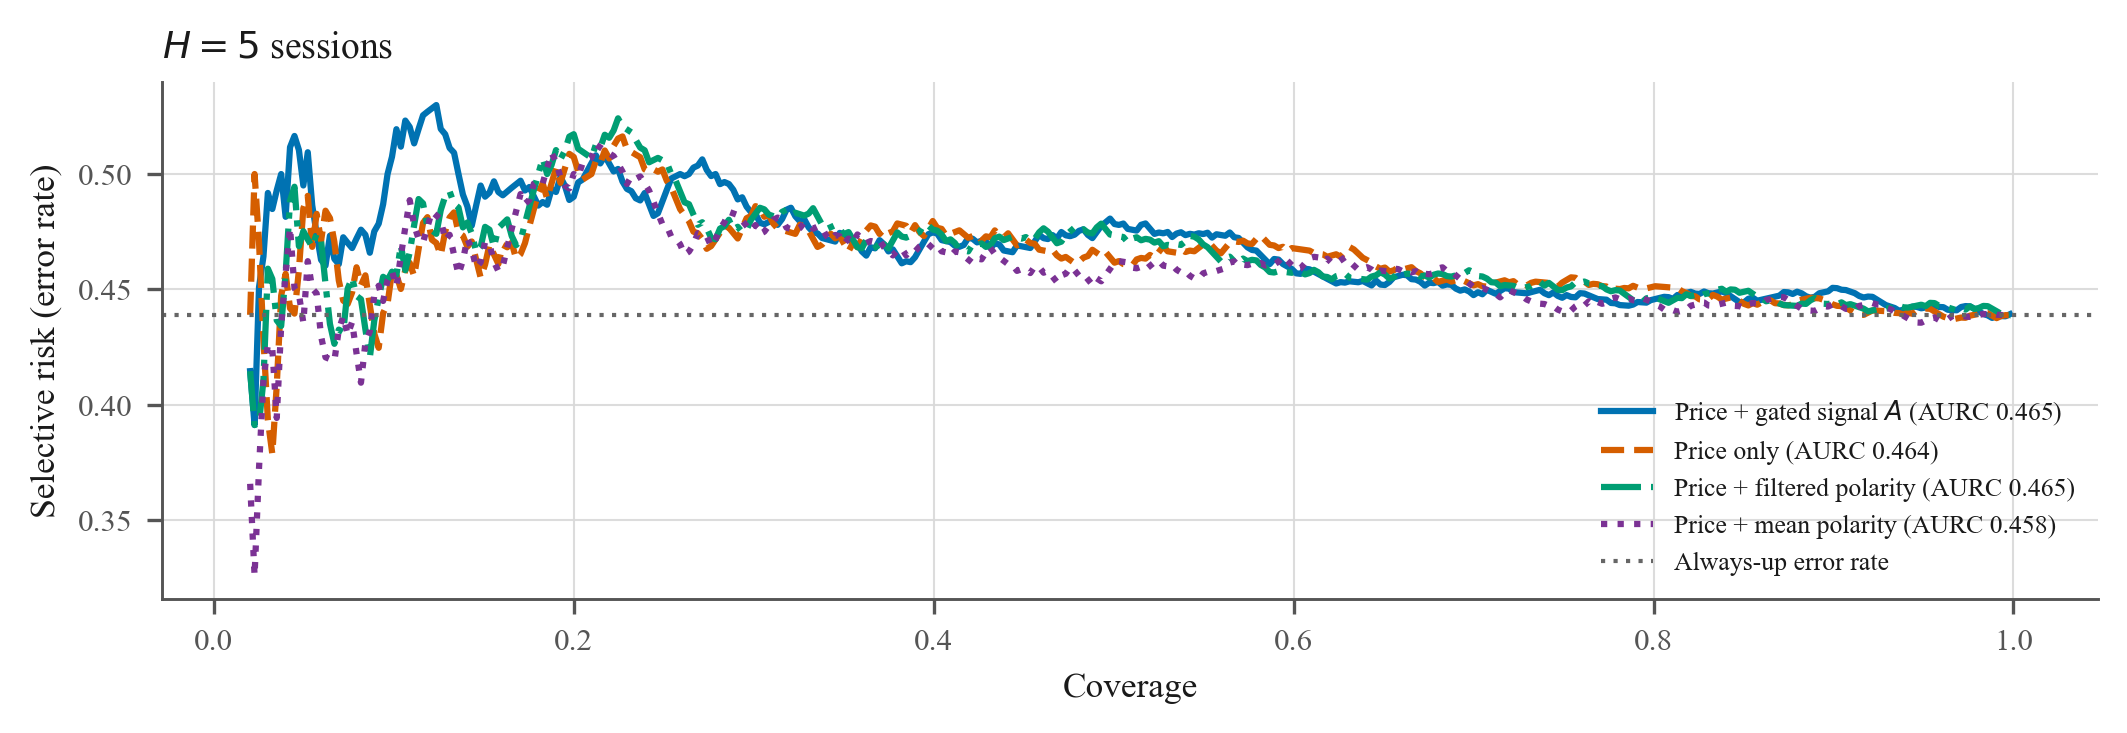 H = 5 sessions
Selective risk (error rate)
0.50
0.45
0.40
0.35
Price + gated signal A (AURC 0.465)
Price only (AURC 0.464)
Price + filtered polarity (AURC 0.465)
Price + mean polarity (AURC 0.458)
Always-up error rate
0.0 0.2 0.4 0.6 0.8 1.0
Coverage